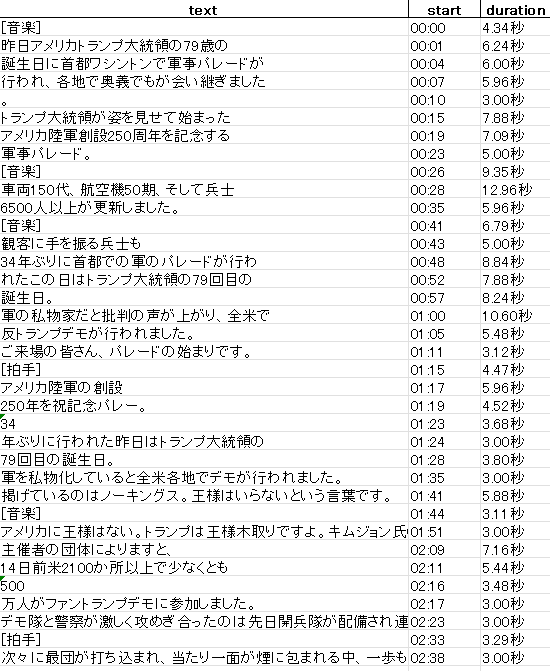 text start duration
[音楽] 00:00 4.34秒
昨日アメリカトランプ大統領の79歳の 00:01 6.24秒
誕生日に首都ワシントンで軍事パレードが 00:04 6.00秒
行われ、各地で奥義でもが会い継ぎました 00:07 5.96秒
。 00:10 3.00秒
トランプ大統領が姿を見せて始まった 00:15 7.88秒
アメリカ陸軍創設250周年を記念する 00:19 7.09秒
軍事パレード。 00:23 5.00秒
[音楽] 00:26 9.35秒
車両150代、航空機50期、そして兵士 00:28 12.96秒
6500人以上が更新しました。 00:35 5.96秒
[音楽] 00:41 6.79秒
観客に手を振る兵士も 00:43 5.00秒
34年ぶりに首都での軍のパレードが行わ 00:48 8.84秒
れたこの日はトランプ大統領の79回目の 00:52 7.88秒
誕生日。 00:57 8.24秒
軍の私物家だと批判の声が上がり、全米で 01:00 10.60秒
反トランプデモが行われました。 01:05 5.48秒
ご来場の皆さん、パレードの始まりです。 01:11 3.12秒
[拍手] 01:15 4.47秒
アメリカ陸軍の創設 01:17 5.96秒
250年を祝記念パレー。 01:19 4.52秒
34 01:23 3.68秒
年ぶりに行われた昨日はトランプ大統領の 01:24 3.00秒
79回目の誕生日。 01:28 3.80秒
軍を私物化していると全米各地でデモが行われました。 01:35 3.00秒
掲げているのはノーキングス。王様はいらないという言葉です。 01:41 5.88秒
[音楽] 01:44 3.11秒
アメリカに王様はない。トランプは王様木取りですよ。キムジョン氏 01:51 3.00秒
主催者の団体によりますと、 02:09 7.16秒
14日前米2100か所以上で少なくとも 02:11 5.44秒
500 02:16 3.48秒
万人がファントランプデモに参加しました。 02:17 3.00秒
デモ隊と警察が激しく攻めぎ合ったのは先日開兵隊が配備され 02:23 3.00秒
[拍手] 02:33 3.29秒
次々に最団が打ち込まれ、当たり一面が煙に包まれる中、一歩も 02:38 3.00秒